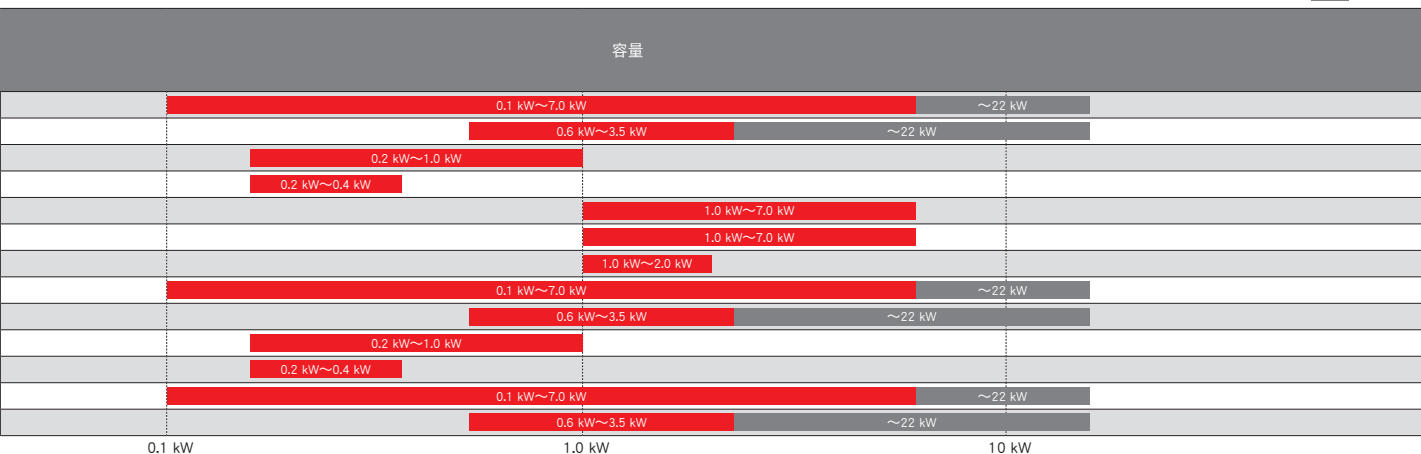 容量
0.1 kW～7.0 kW ～22 kW
0.6 kW～3.5 kW ～22 kW
0.2 kW～1.0 kW
0.2 kW～0.4 kW
1.0 kW～7.0 kW
1.0 kW～7.0 kW
1.0 kW～2.0 kW
0.1 kW～7.0 kW ～22 kW
0.6 kW～3.5 kW ～22 kW
0.2 kW～1.0 kW
0.2 kW～0.4 kW
0.1 kW～7.0 kW ～22 kW
0.6 kW～3.5 kW ～22 kW
0.1 kW 1.0 kW 10 kW